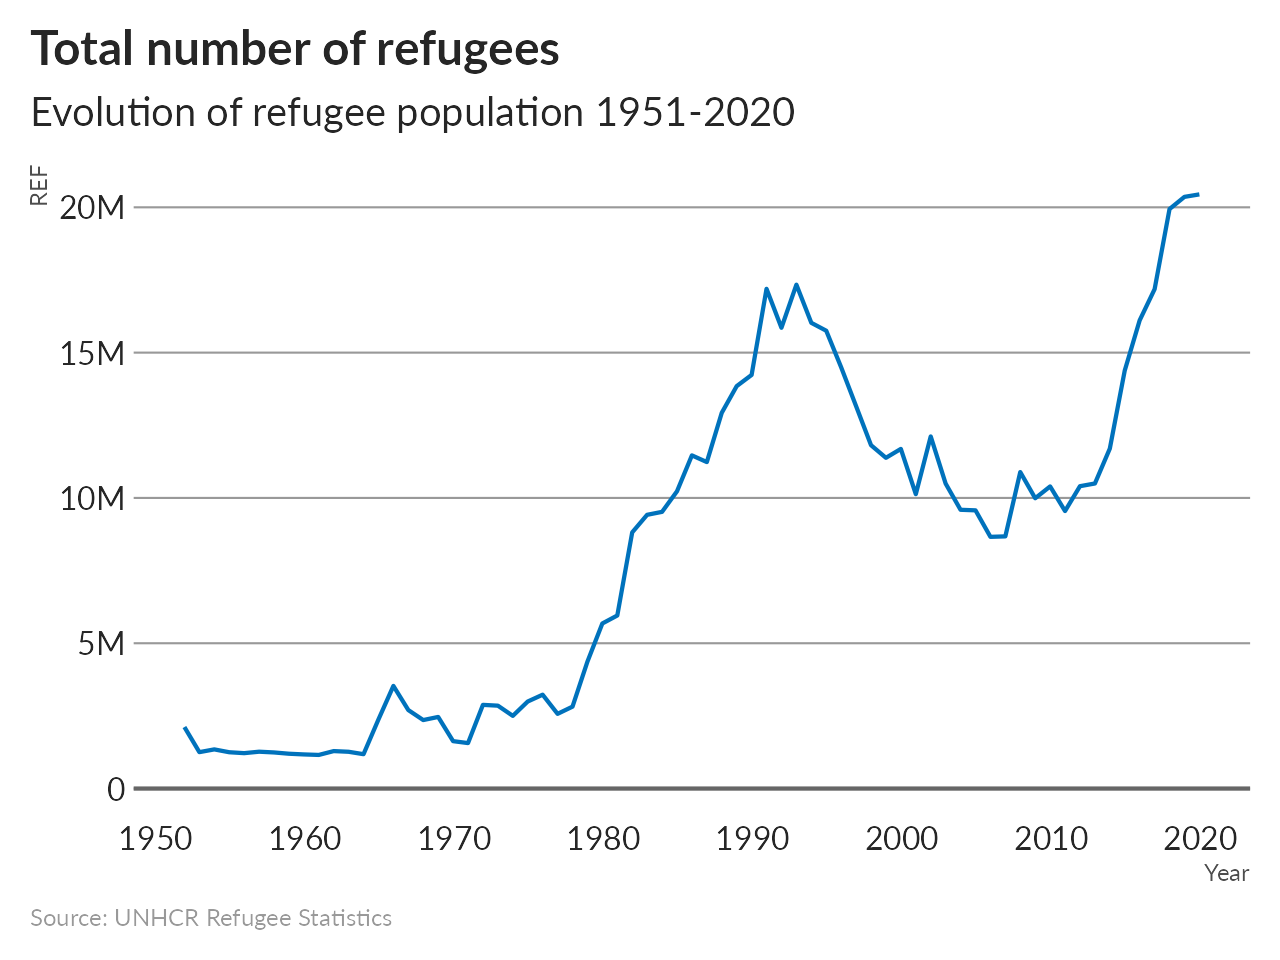 Total number of refugees
Evolution of refugee population 1951-2020
REF
20M
15M
10M
5M
0
1950 1960 1970 1980 1990 2000 2010 2020
Year
Source: UNHCR Refugee Statistics